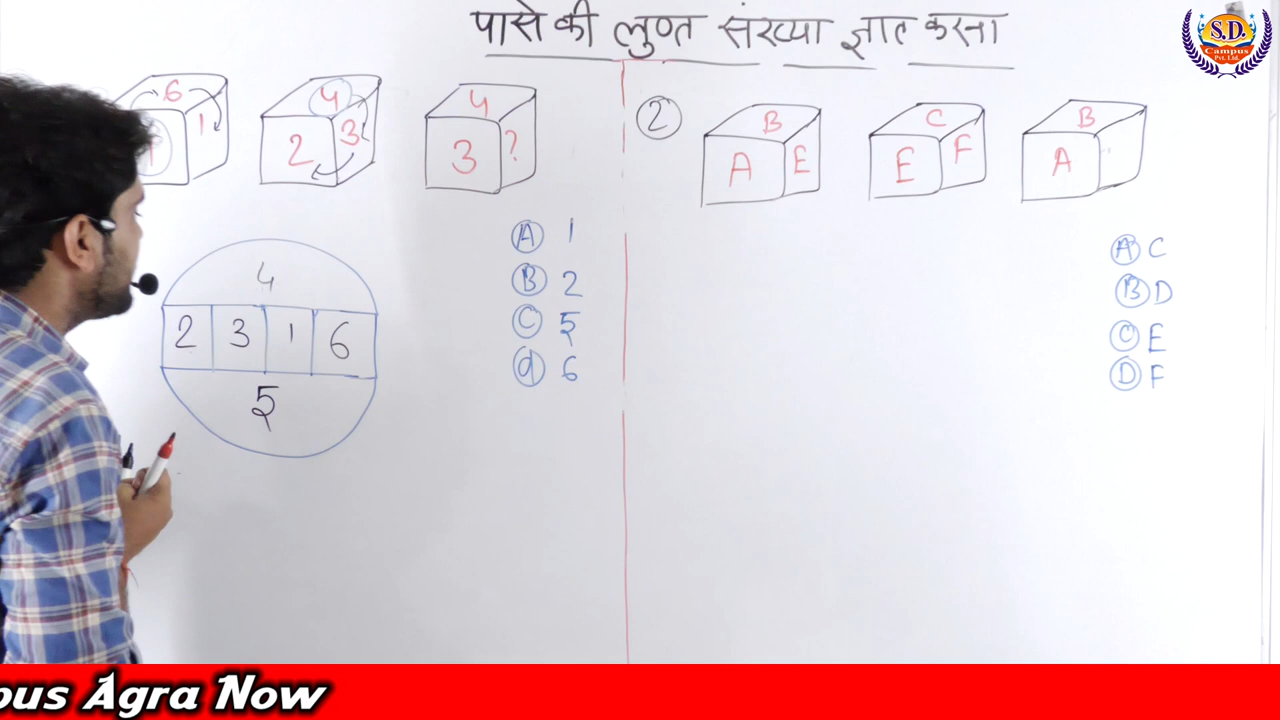 पासे की लुप्त संख्या ज्ञात करना
S.D.
Campus
Pvt. Ltd.
6
1
4
2 3
4
3 ?
(A) 1
(B) 2
(C) 5
(d) 6
4
2 3 1 6
5
(2)
B
A E
C
E F
B
A
(A) C
(B) D
(C) E
(D) F
pus Agra Now